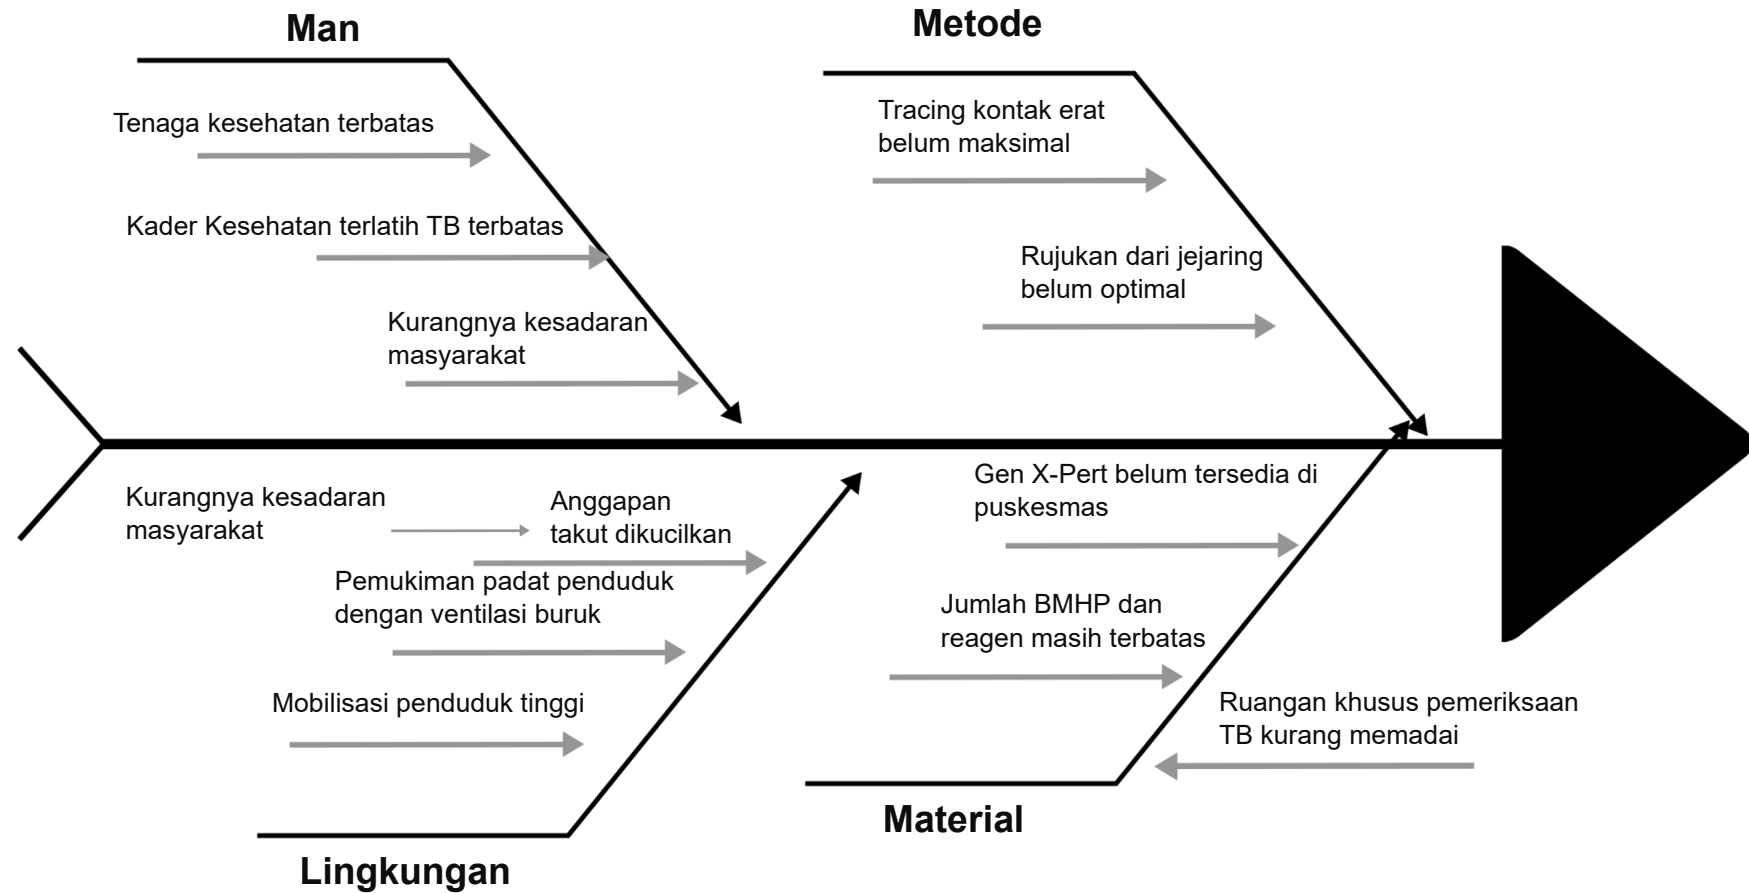 Man
Metode
Tenaga kesehatan terbatas
Kader Kesehatan terlatih TB terbatas
Kurangnya kesadaran
masyarakat
Tracing kontak erat
belum maksimal
Rujukan dari jejaring
belum optimal
Kurangnya kesadaran
masyarakat
Anggapan
takut dikucilkan
Pemukiman padat penduduk
dengan ventilasi buruk
Mobilisasi penduduk tinggi
Lingkungan
Gen X-Pert belum tersedia di
puskesmas
Jumlah BMHP dan
reagen masih terbatas
Ruangan khusus pemeriksaan
TB kurang memadai
Material